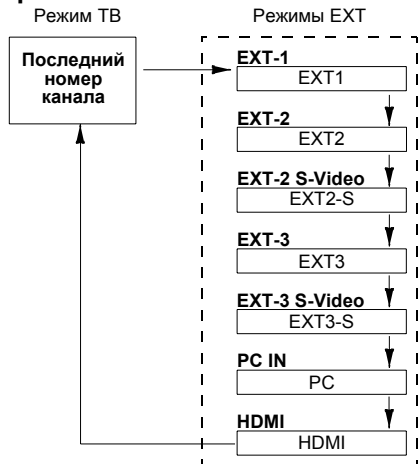 Режим ТВ
Режимы EXT
Последний
номер
канала
EXT-1
EXT1
EXT-2
EXT2
EXT-2 S-Video
EXT2-S
EXT-3
EXT3
EXT-3 S-Video
EXT3-S
PC IN
PC
HDMI
HDMI